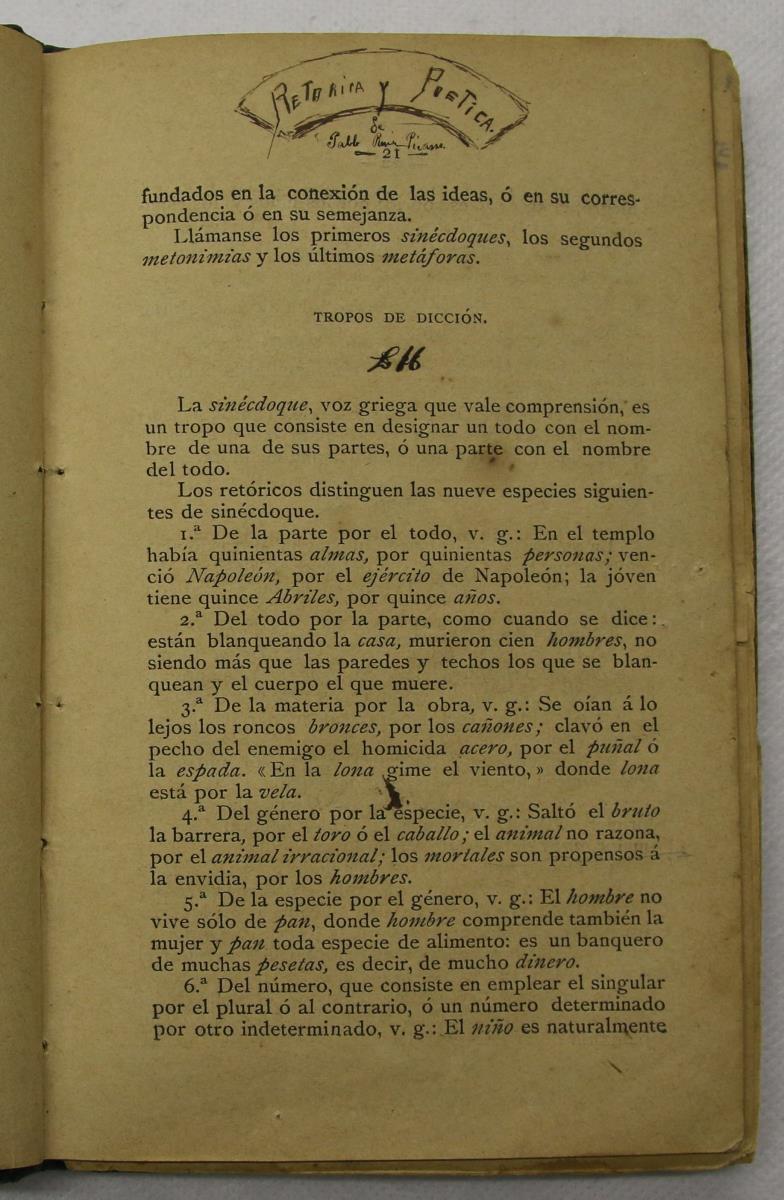 RETORICA Y POETICA.
de
Pablo Ruiz Picasso.
— 21 —
fundados en la conexión de las ideas, ó en su corres-
pondencia ó en su semejanza.
Llámanse los primeros sinécdoques, los segundos
metonimias y los últimos metáforas.
TROPOS DE DICCIÓN.
La sinécdoque, voz griega que vale comprensión, es
un tropo que consiste en designar un todo con el nom-
bre de una de sus partes, ó una parte con el nombre
del todo.
Los retóricos distinguen las nueve especies siguien-
tes de sinécdoque.
1.ª De la parte por el todo, v. g.: En el templo
había quinientas almas, por quinientas personas; ven-
ció Napoleón, por el ejército de Napoleón; la jóven
tiene quince Abriles, por quince años.
2.ª Del todo por la parte, como cuando se dice:
están blanqueando la casa, murieron cien hombres, no
siendo más que las paredes y techos los que se blan-
quean y el cuerpo el que muere.
3.ª De la materia por la obra, v. g.: Se oían á lo
lejos los roncos bronces, por los cañones; clavó en el
pecho del enemigo el homicida acero, por el puñal ó
la espada. «En la lona gime el viento,» donde lona
está por la vela.
4.ª Del género por la especie, v. g.: Saltó el bruto
la barrera, por el toro ó el caballo; el animal no razona,
por el animal irracional; los mortales son propensos á
la envidia, por los hombres.
5.ª De la especie por el género, v. g.: El hombre no
vive sólo de pan, donde hombre comprende también la
mujer y pan toda especie de alimento: es un banquero
de muchas pesetas, es decir, de mucho dinero.
6.ª Del número, que consiste en emplear el singular
por el plural ó al contrario, ó un número determinado
por otro indeterminado, v. g.: El niño es naturalmente